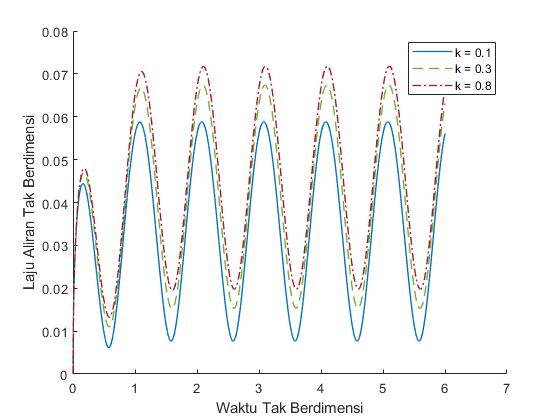 0.08
0.07
0.06
0.05
0.04
0.03
0.02
0.01
0
Laju Aliran Tak Berdimensi
k = 0.1
k = 0.3
k = 0.8
0 1 2 3 4 5 6 7
Waktu Tak Berdimensi